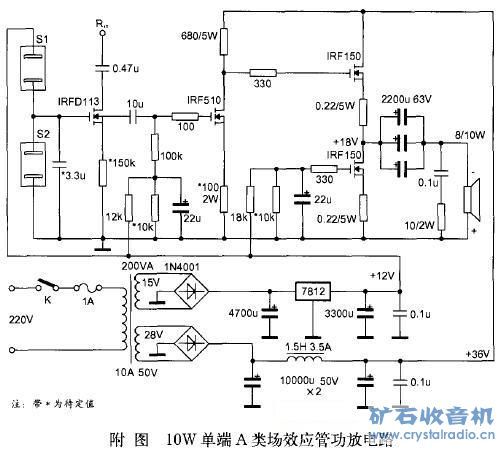 S1
R
680/5W
IRF150
0.47u
330
IRFD113
10u
IRF510
0.22/5W
2200u 63V
100
S2
+18V
8/10W
IRF150
*3.3u
*150k
100k
*100
2W
330
0.1u
-
12k
*10k
22u
18k
*10k
22u
0.22/5W
10/2W
+
200VA
1N4001
+12V
15V
7812
K
1A
4700u
3300u
0.1u
220V
28V
1.5H 3.5A
+36V
10A 50V
10000u 50V
×2
0.1u
注: 带*为待定值
矿石收音机
www.crystalradio.cn
附 图 10W 单端 A 类场效应管功放电路